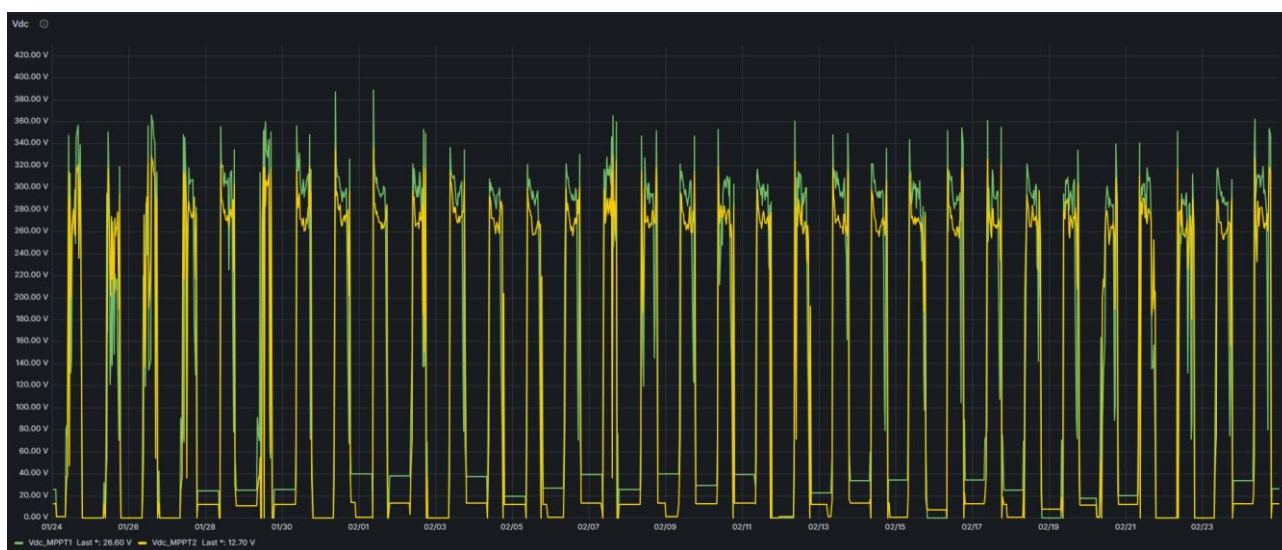 Vdc
420.00 V
400.00 V
380.00 V
360.00 V
340.00 V
320.00 V
300.00 V
280.00 V
260.00 V
240.00 V
220.00 V
200.00 V
180.00 V
160.00 V
140.00 V
120.00 V
100.00 V
80.00 V
60.00 V
40.00 V
20.00 V
0.00 V
01/24 01/26 01/28 01/30 02/01 02/03 02/05 02/07 02/09 02/11 02/13 02/15 02/17 02/19 02/21 02/23
Vdc_MPPT1 Last *: 26.60 V Vdc_MPPT2 Last *: 12.70 V